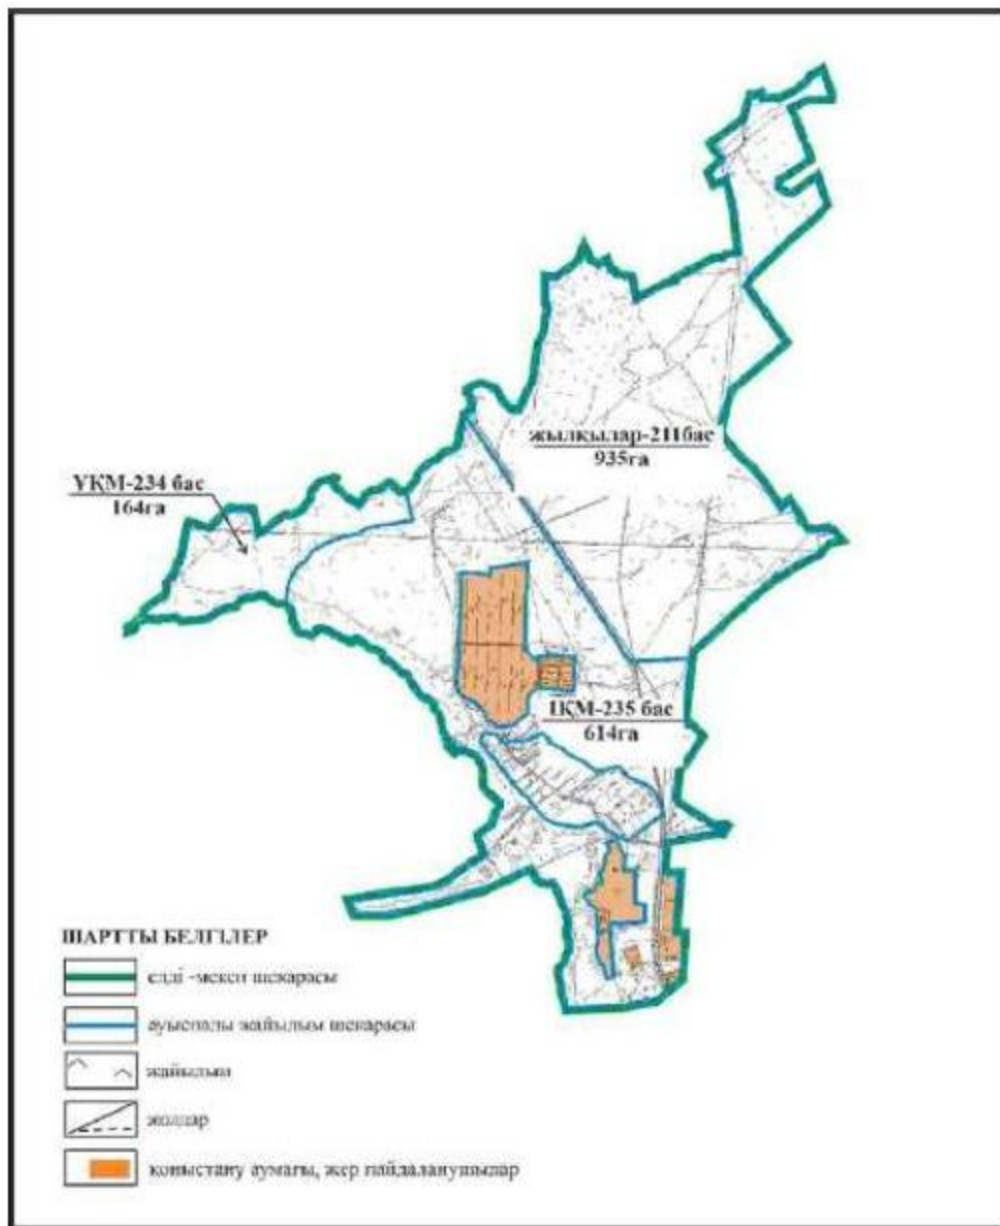 жылқылар-211бас
935га
ҰҚМ-234 бас
164га
ІҚМ-235 бас
614га
ШАРТТЫ БЕЛГІЛЕР
елді -мекен шекарасы
ауыспалы жайылым шекарасы
жайылым
жолдар
қоныстану аумағы, жер пайдаланушылар